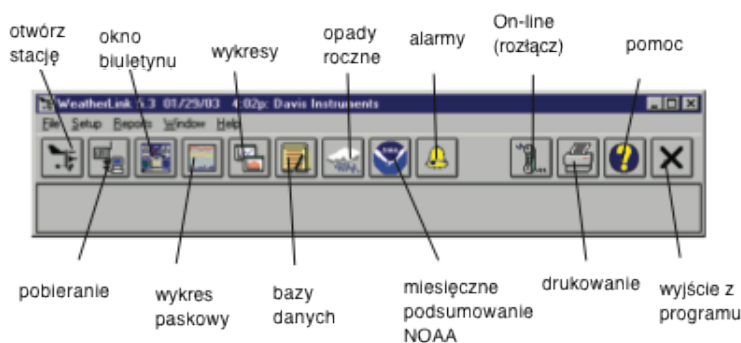 otwórz
stację
okno
biuletynu
wykresy
opady
roczne
alarmy
On-line
(rozłącz)
pomoc
WeatherLink 5.3 01/29/03 4:02p: Davis Instruments
File Setup Reports Window Help
pobieranie
wykres
paskowy
bazy
danych
miesięczne
podsumowanie
NOAA
drukowanie
wyjście z
programu